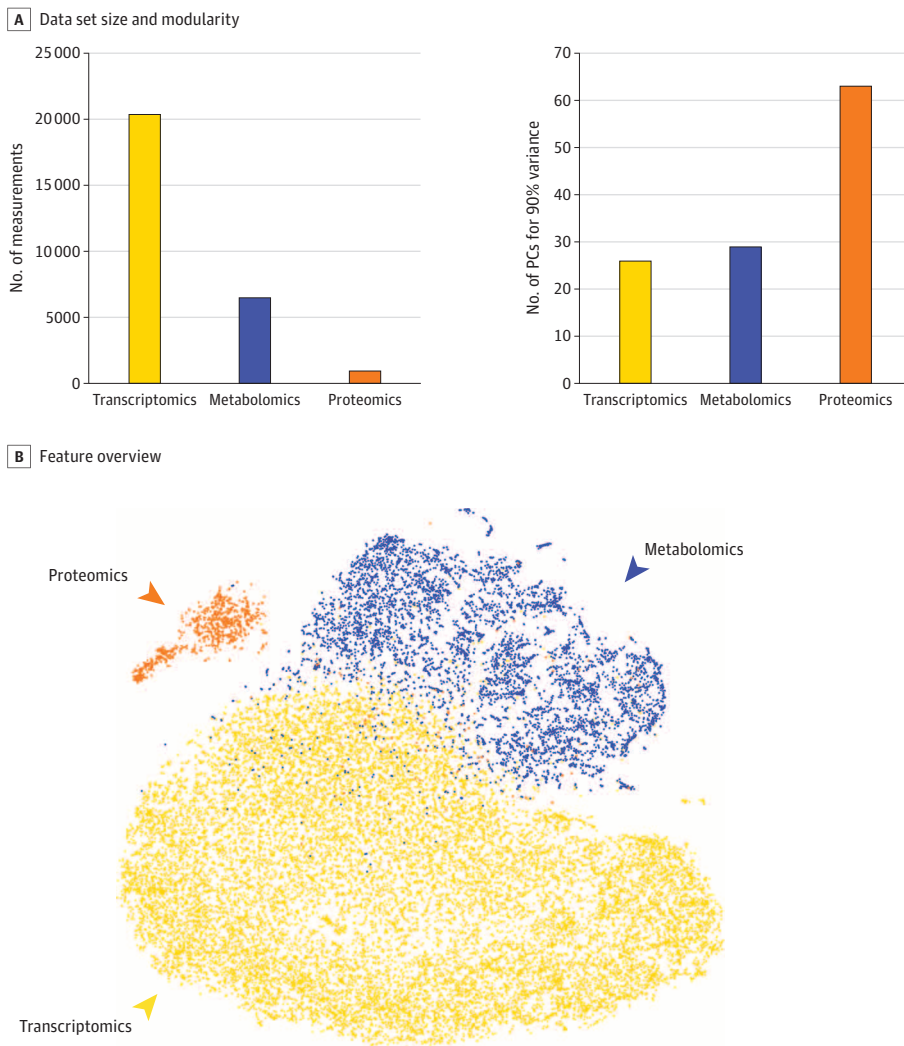 A Data set size and modularity
No. of measurements
25 000
20 000
15 000
10 000
5000
0
Transcriptomics Metabolomics Proteomics
No. of PCs for 90% variance
70
60
50
40
30
20
10
0
Transcriptomics Metabolomics Proteomics
B Feature overview
Proteomics
Metabolomics
Transcriptomics